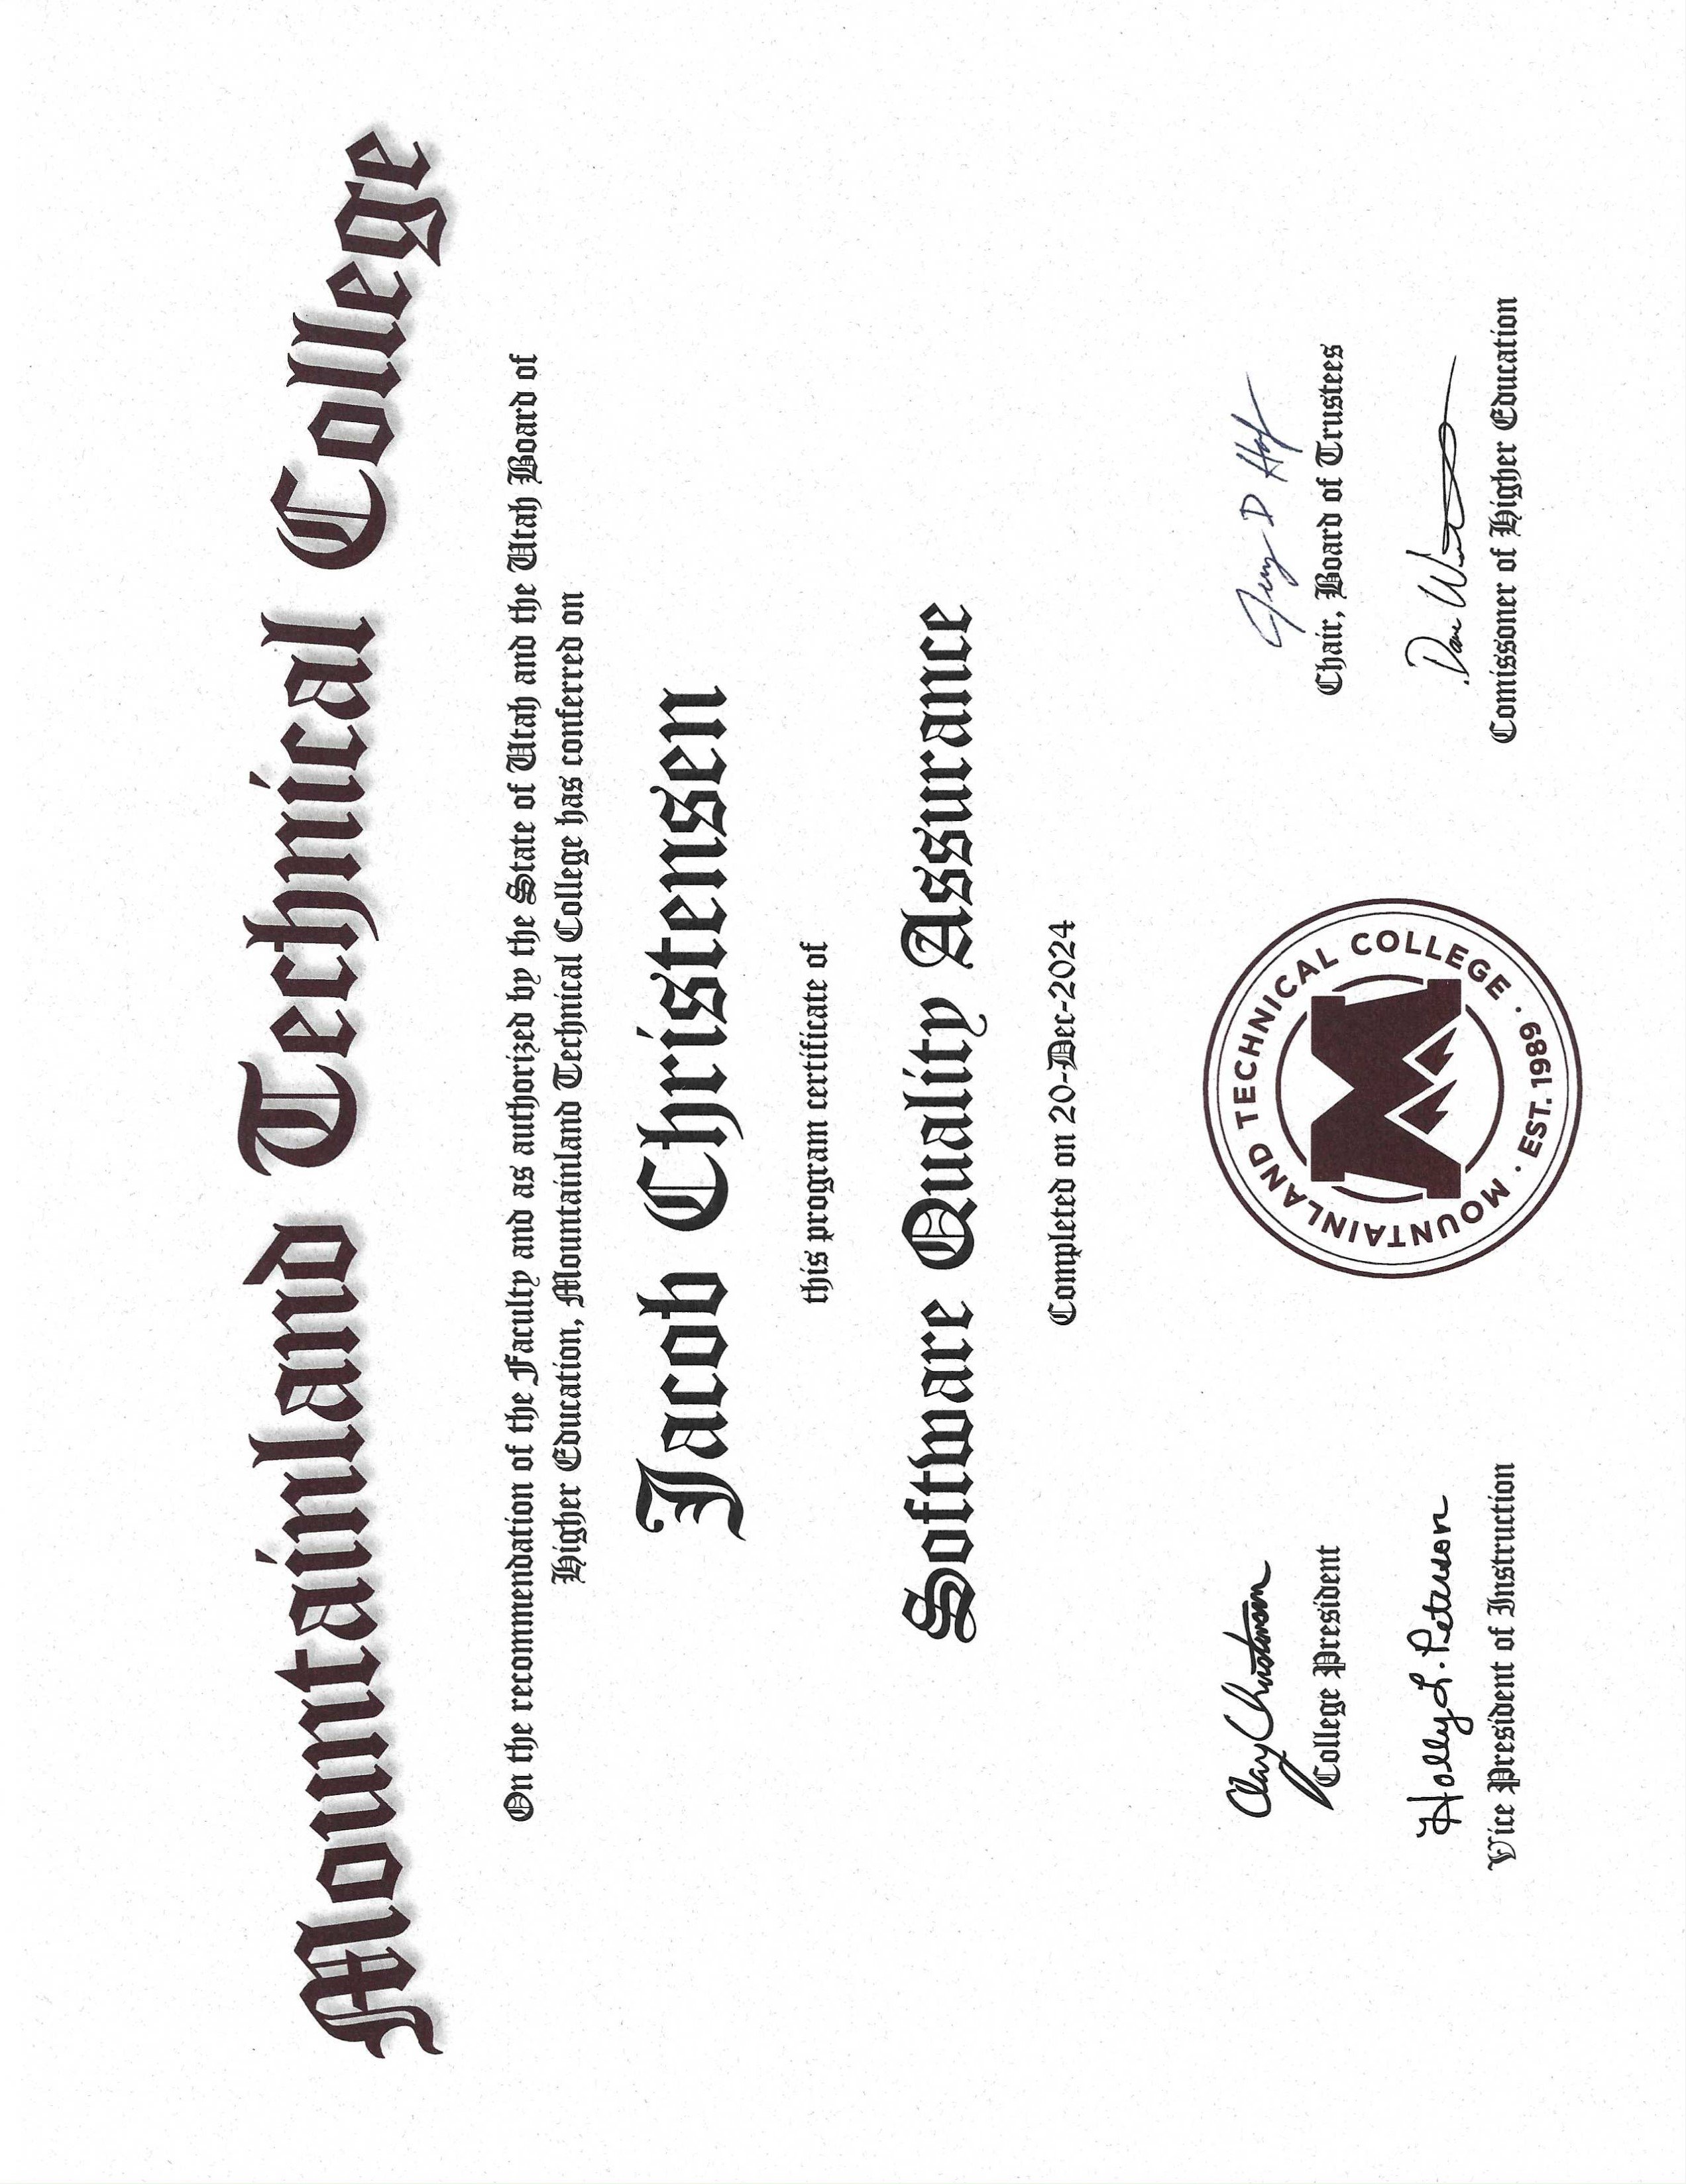 Mountainland Technical College
On the recommendation of the Faculty and as authorized by the State of Utah and the Utah Board of
Higher Education, Mountainland Technical College has conferred on
Jacob Christensen
this program certificate of
Software Quality Assurance
Completed on 20-Dec-2024
Clay Christensen
College President
Holly L. Peterson
Vice President of Instruction
MOUNTAINLAND TECHNICAL COLLEGE
· EST. 1989 ·
D
Chair, Board of Trustees
Dave
Comissoner of Higher Education